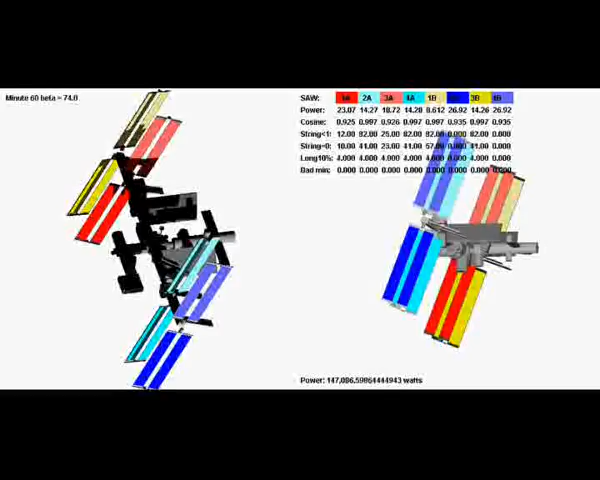 Minute 60 beta = 74.0
SAW: 1A 2A 3A 4A 1B 3B
Power: 23.07 14.27 18.72 14.28 0.612 26.92 14.26 26.92
Cosine: 0.925 0.997 0.926 0.997 0.997 0.935 0.997 0.935
String<1: 12.00 82.00 25.00 82.00 82.00 0.000 82.00 0.000
String=0: 10.00 41.00 23.00 41.00 0.000 41.00 0.000
Long10%: 4.000 4.000 4.000 4.000 4.000 0.000 4.000 0.000
Bad min: 0.000 0.000 0.000 0.000 0.000 0.000 0.000 0.000
Power: 147,086.59864444943 watts